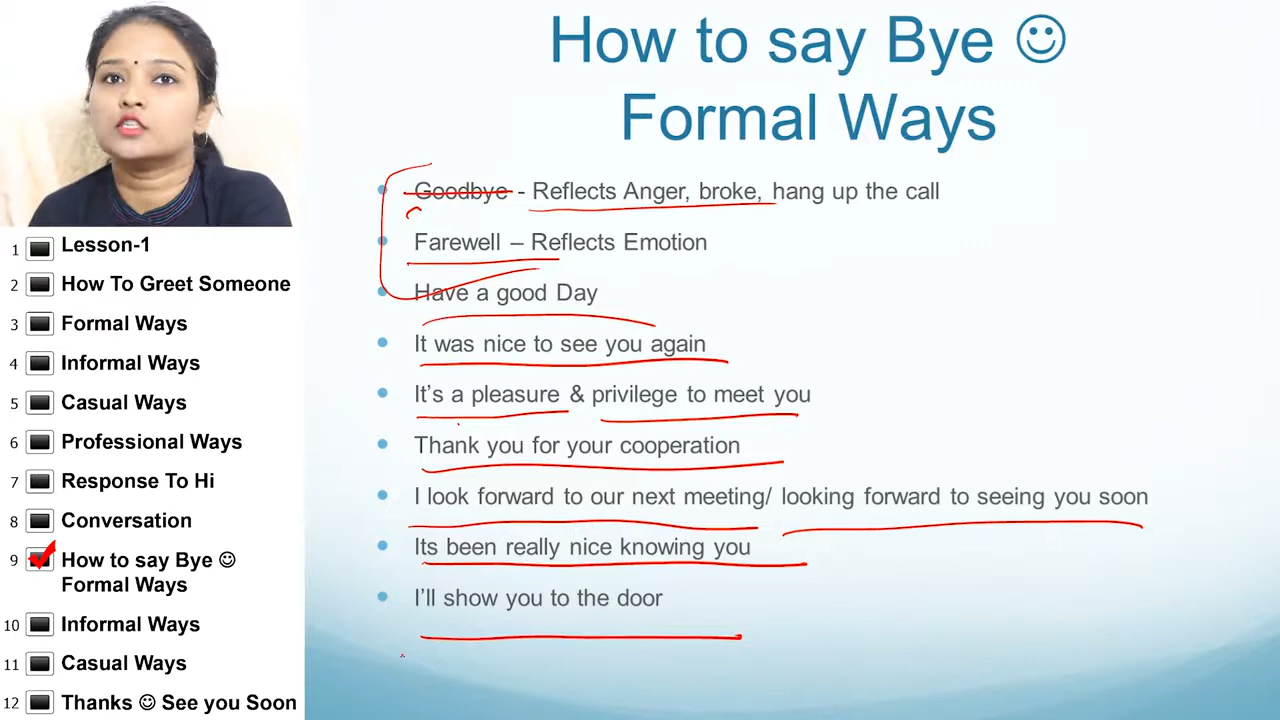 How to say Bye ☺
Formal Ways
Goodbye - Reflects Anger, broke, hang up the call
Farewell – Reflects Emotion
Have a good Day
It was nice to see you again
It's a pleasure & privilege to meet you
Thank you for your cooperation
I look forward to our next meeting/ looking forward to seeing you soon
Its been really nice knowing you
I'll show you to the door
1 Lesson-1
2 How To Greet Someone
3 Formal Ways
4 Informal Ways
5 Casual Ways
6 Professional Ways
7 Response To Hi
8 Conversation
9 How to say Bye ☺
Formal Ways
10 Informal Ways
11 Casual Ways
12 Thanks ☺ See you Soon